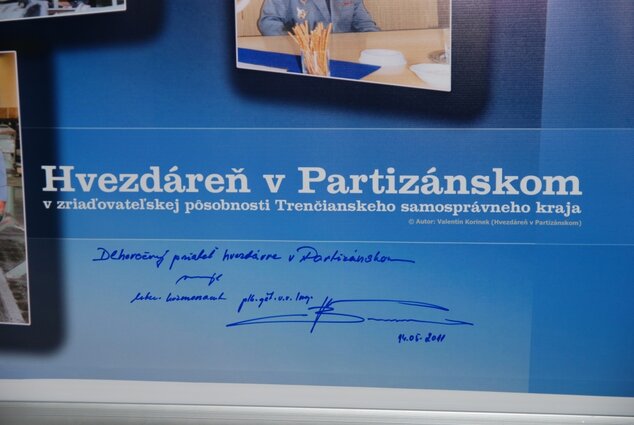 Hvezdáreň v Partizánskom
v zriaďovateľskej pôsobnosti Trenčianskeho samosprávneho kraja
© Autor: Valentín Korinek (Hvezdáreň v Partizánskom)
Dlhoročný priateľ hvezdárne v Partizánskom
kozmonaut plk. gšt. v.v. Ing.
14.05.2011